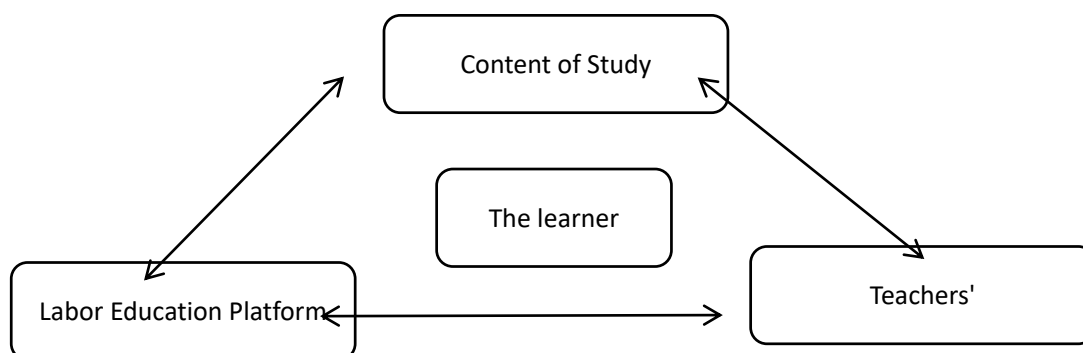 Content of Study
The learner
Teachers'
Labor Education Platform